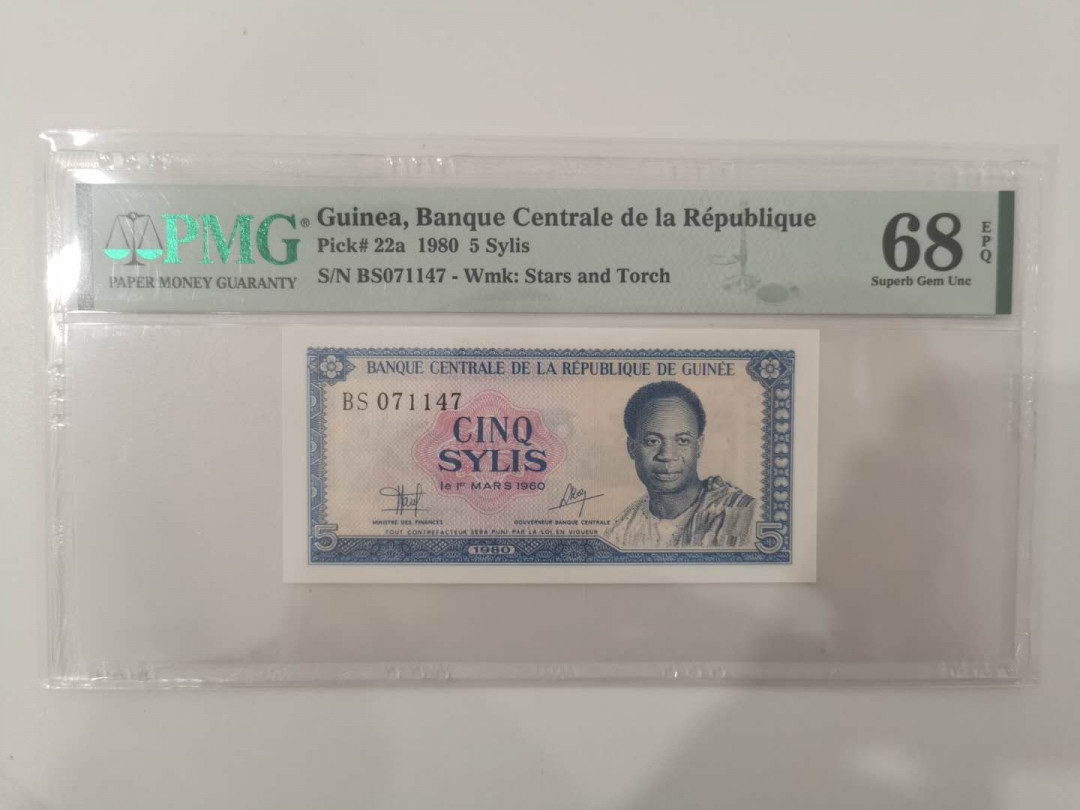 PMG®
PAPER MONEY GUARANTY
Guinea, Banque Centrale de la République
Pick# 22a 1980 5 Sylis
S/N BS071147 - Wmk: Stars and Torch
68
EPQ
Superb Gem Unc
BANQUE CENTRALE DE LA RÉPUBLIQUE DE GUINÉE
BS 071147
CINQ
SYLIS
le 1er MARS 1960
MINISTRE DES FINANCES
GOUVERNEUR BANQUE CENTRALE
TOUT CONTREFACTEUR SERA PUNI PAR LA LOI EN VIGUEUR
5
1980
5